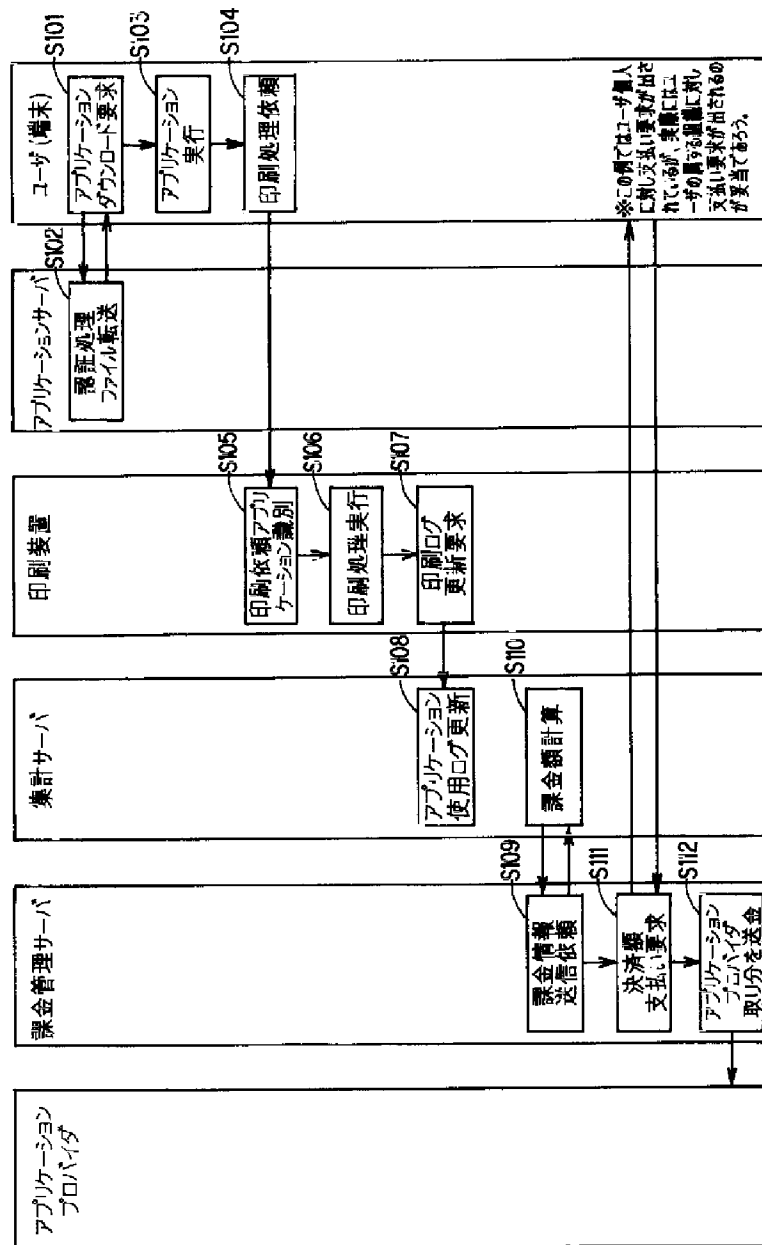 アプリケーション
プロバイダ
課金管理サーバ
集計サーバ
印刷装置
アプリケーションサーバ
ユーザ(端末)
S101
アプリケーション
ダウンロード要求
S102
認証処理
ファイル転送
S103
アプリケーション
実行
S104
印刷処理依頼
S105
印刷依頼アプリ
ケーション識別
S106
印刷処理実行
S107
印刷ログ
更新要求
S108
アプリケーション
使用ログ更新
S109
課金情報
送信依頼
S110
課金額計算
S111
決済額
支払い要求
S112
アプリケーション
プロバイダ
取り分を送金
※この例ではユーザ個人
に対し支払い要求が出さ
れているが、実際にはユ
ーザの属する組織に対し
支払い要求が出されるの
が妥当であろう。